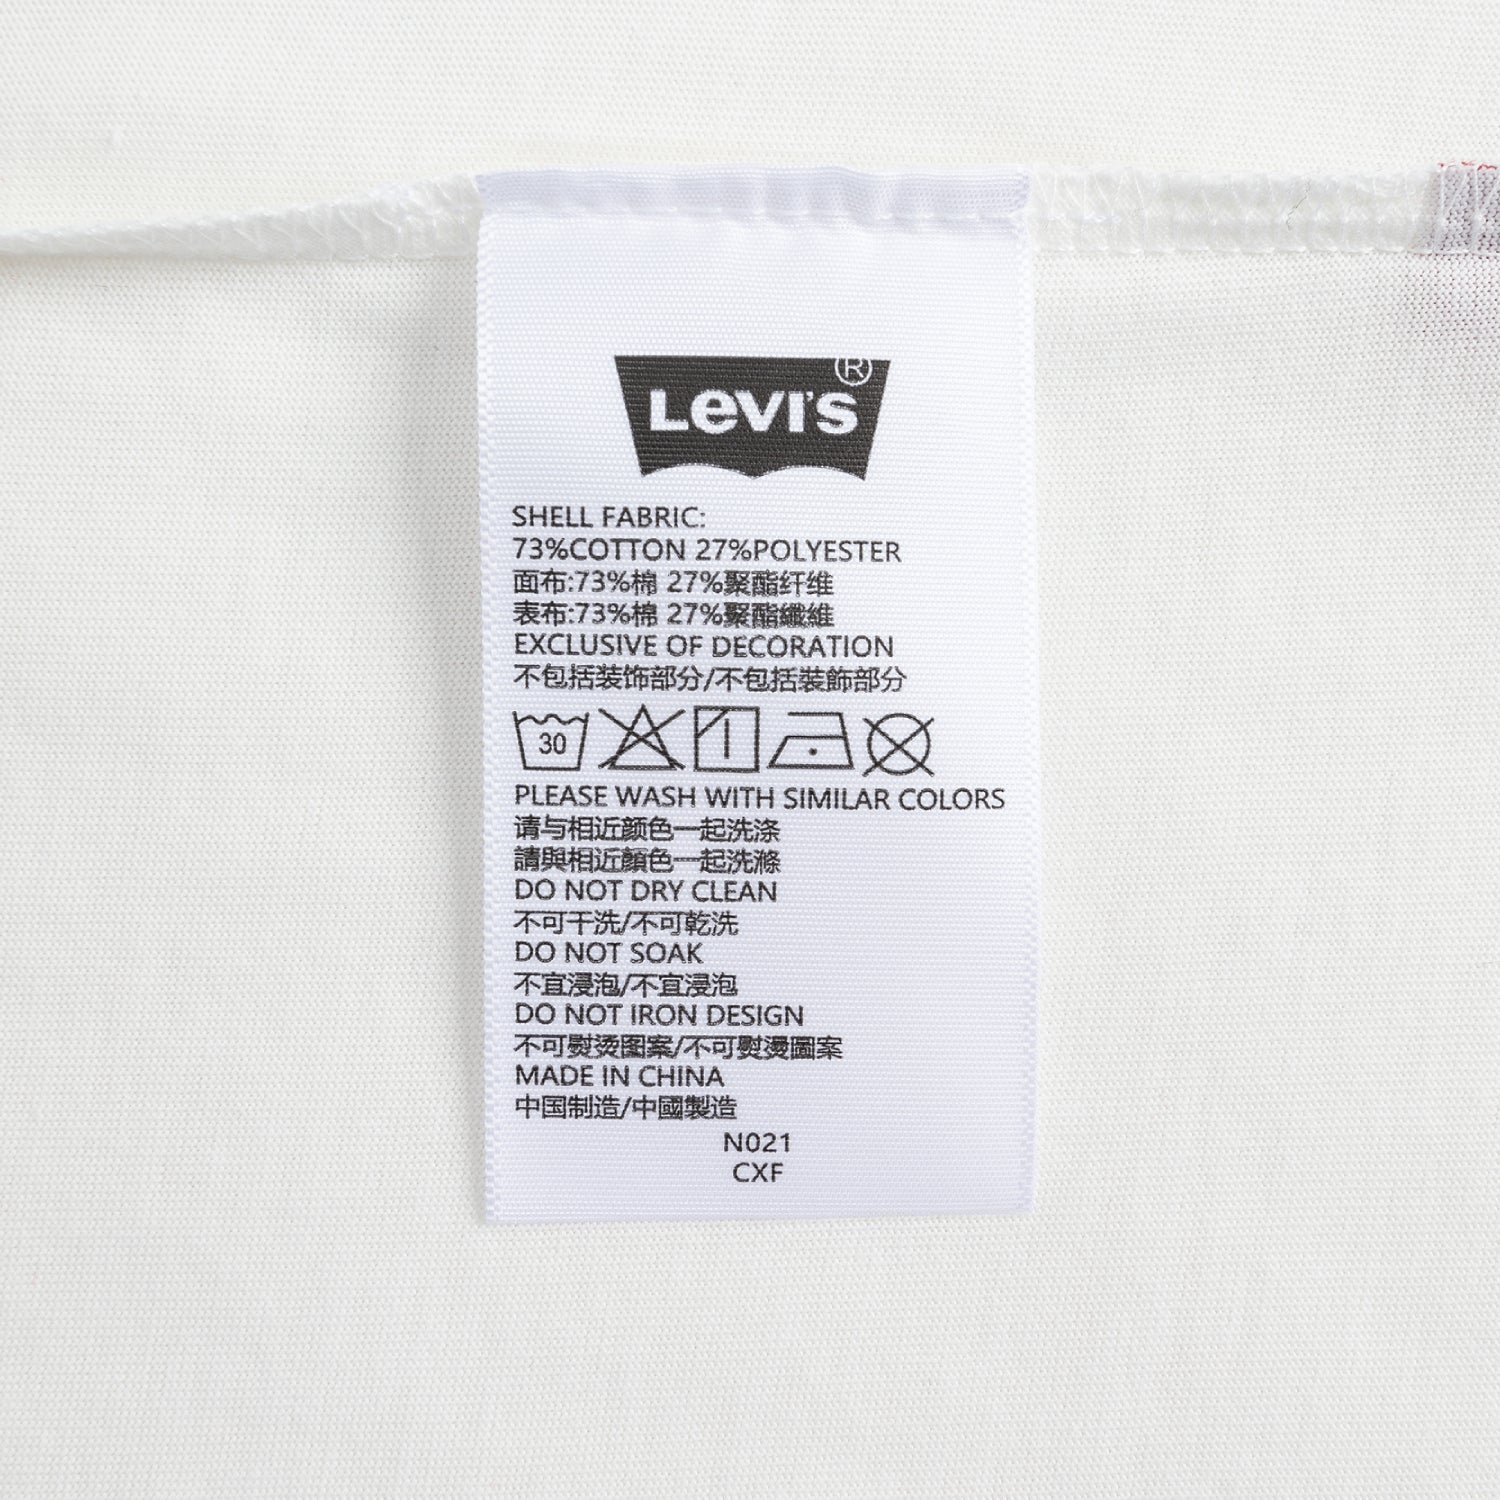 LEVI'S®
SHELL FABRIC:
73%COTTON 27%POLYESTER
面布:73%棉 27%聚酯纤维
表布:73%棉 27%聚酯纖維
EXCLUSIVE OF DECORATION
不包括装饰部分/不包括裝飾部分
30
PLEASE WASH WITH SIMILAR COLORS
请与相近颜色一起洗涤
請與相近顏色一起洗滌
DO NOT DRY CLEAN
不可干洗/不可乾洗
DO NOT SOAK
不宜浸泡/不宜浸泡
DO NOT IRON DESIGN
不可熨烫图案/不可熨燙圖案
MADE IN CHINA
中国制造/中國製造
N021
CXF